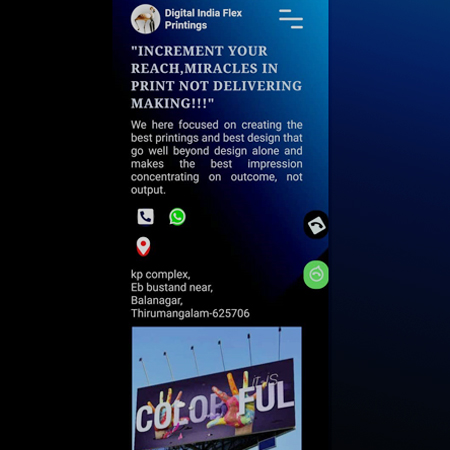 Digital India Flex
Printings
"INCREMENT YOUR
REACH,MIRACLES IN
PRINT NOT DELIVERING
MAKING!!!"
We here focused on creating the
best printings and best design that
go well beyond design alone and
makes the best impression
concentrating on outcome, not
output.
kp complex,
Eb bustand near,
Balanagar,
Thirumangalam-625706
IT IS
COLOR FUL